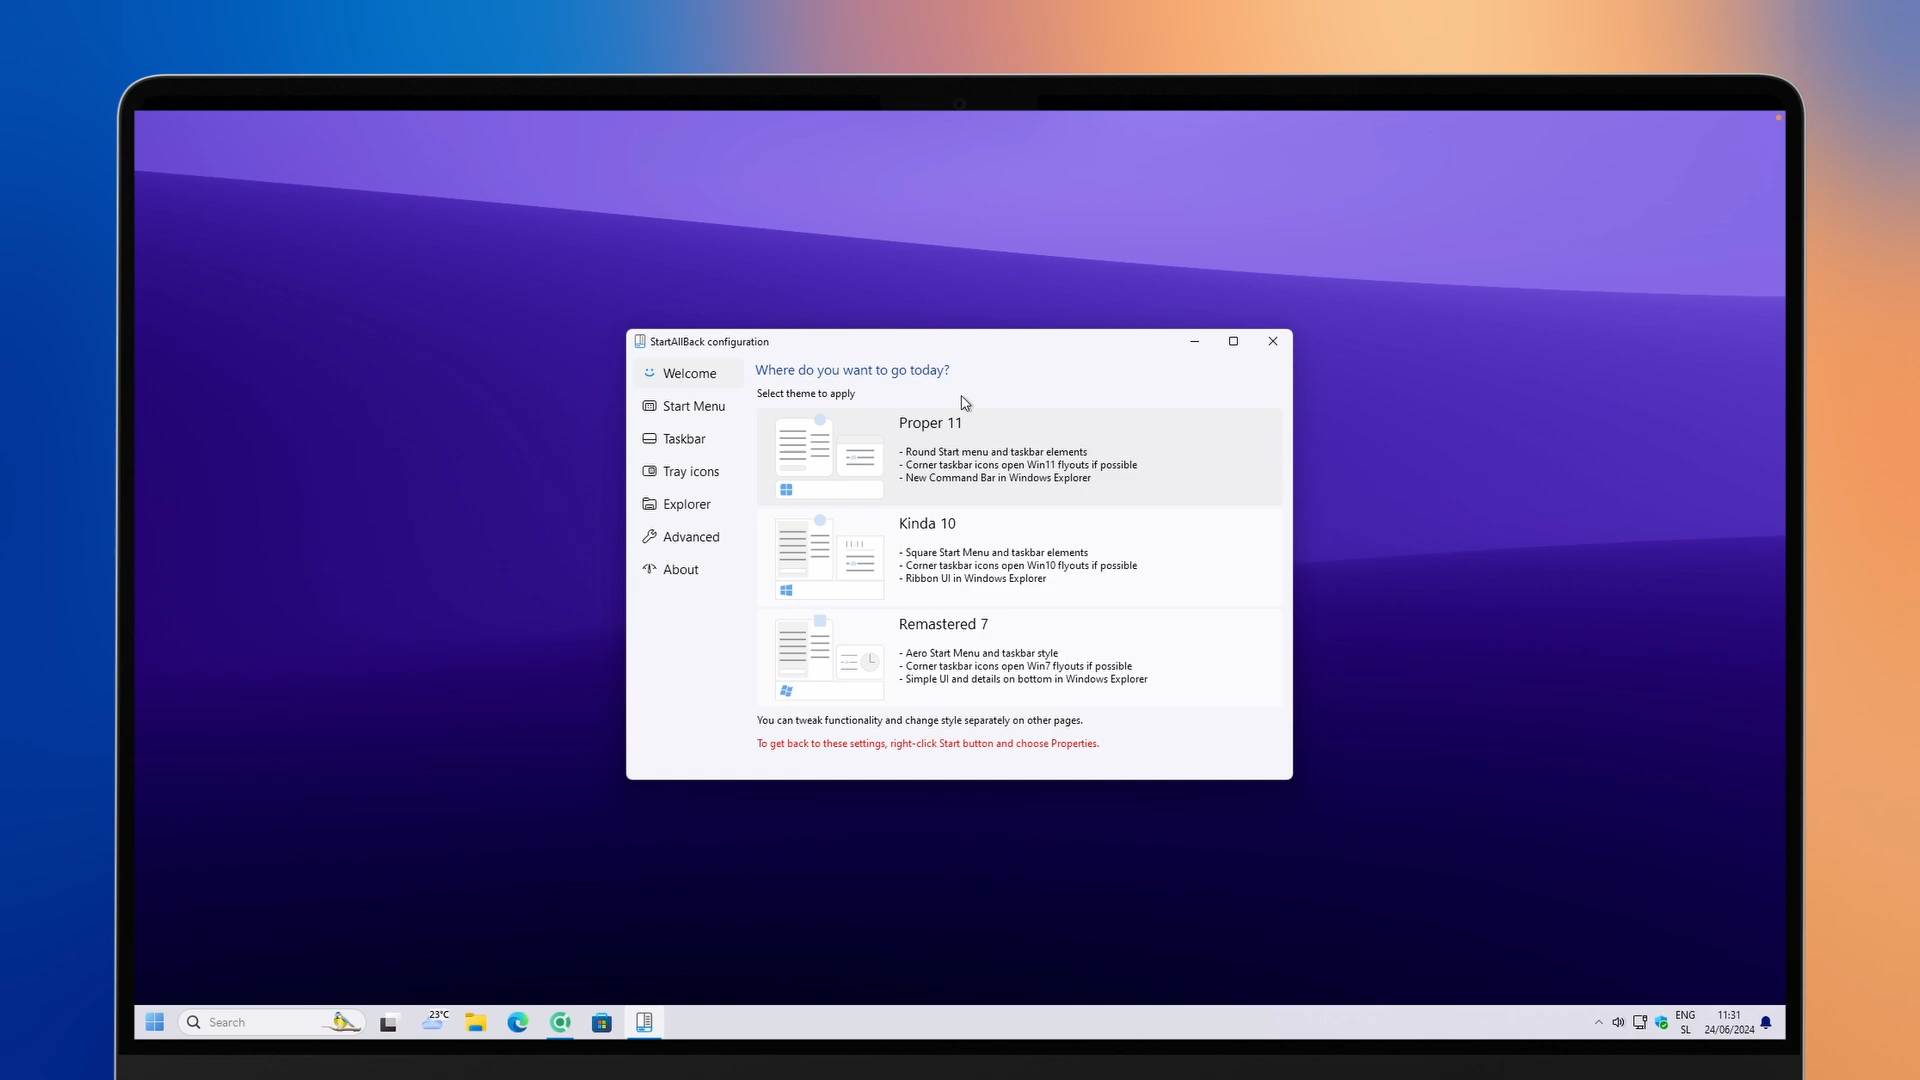 StartAllBack configuration
Welcome
Start Menu
Taskbar
Tray icons
Explorer
Advanced
About
Where do you want to go today?
Select theme to apply
Proper 11
- Round Start menu and taskbar elements
- Corner taskbar icons open Win11 flyouts if possible
- New Command Bar in Windows Explorer
Kinda 10
- Square Start Menu and taskbar elements
- Corner taskbar icons open Win10 flyouts if possible
- Ribbon UI in Windows Explorer
11:11
Remastered 7
- Aero Start Menu and taskbar style
- Corner taskbar icons open Win7 flyouts if possible
- Simple UI and details on bottom in Windows Explorer
You can tweak functionality and change style separately on other pages.
To get back to these settings, right-click Start button and choose Properties.
Search
23°C
ENG
SL
11:31
24/06/2024